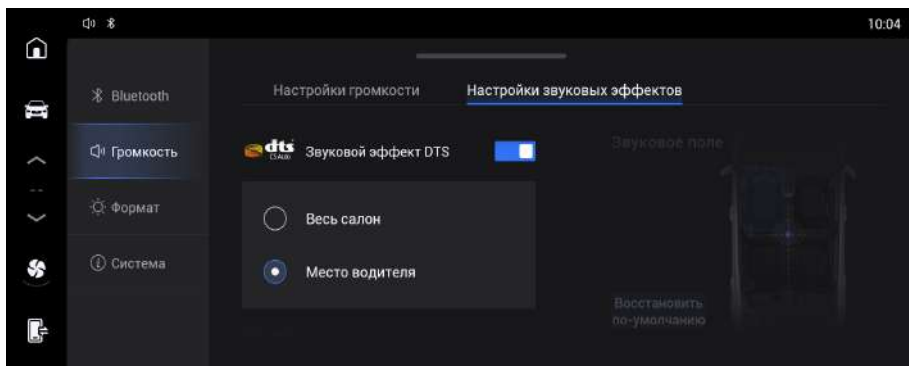 10:04
Bluetooth
Громкость
Формат
Система
Настройки громкости
Настройки звуковых эффектов
dts
Звуковой эффект DTS
Весь салон
Место водителя
Звуковое поле
Восстановить
по-умолчанию